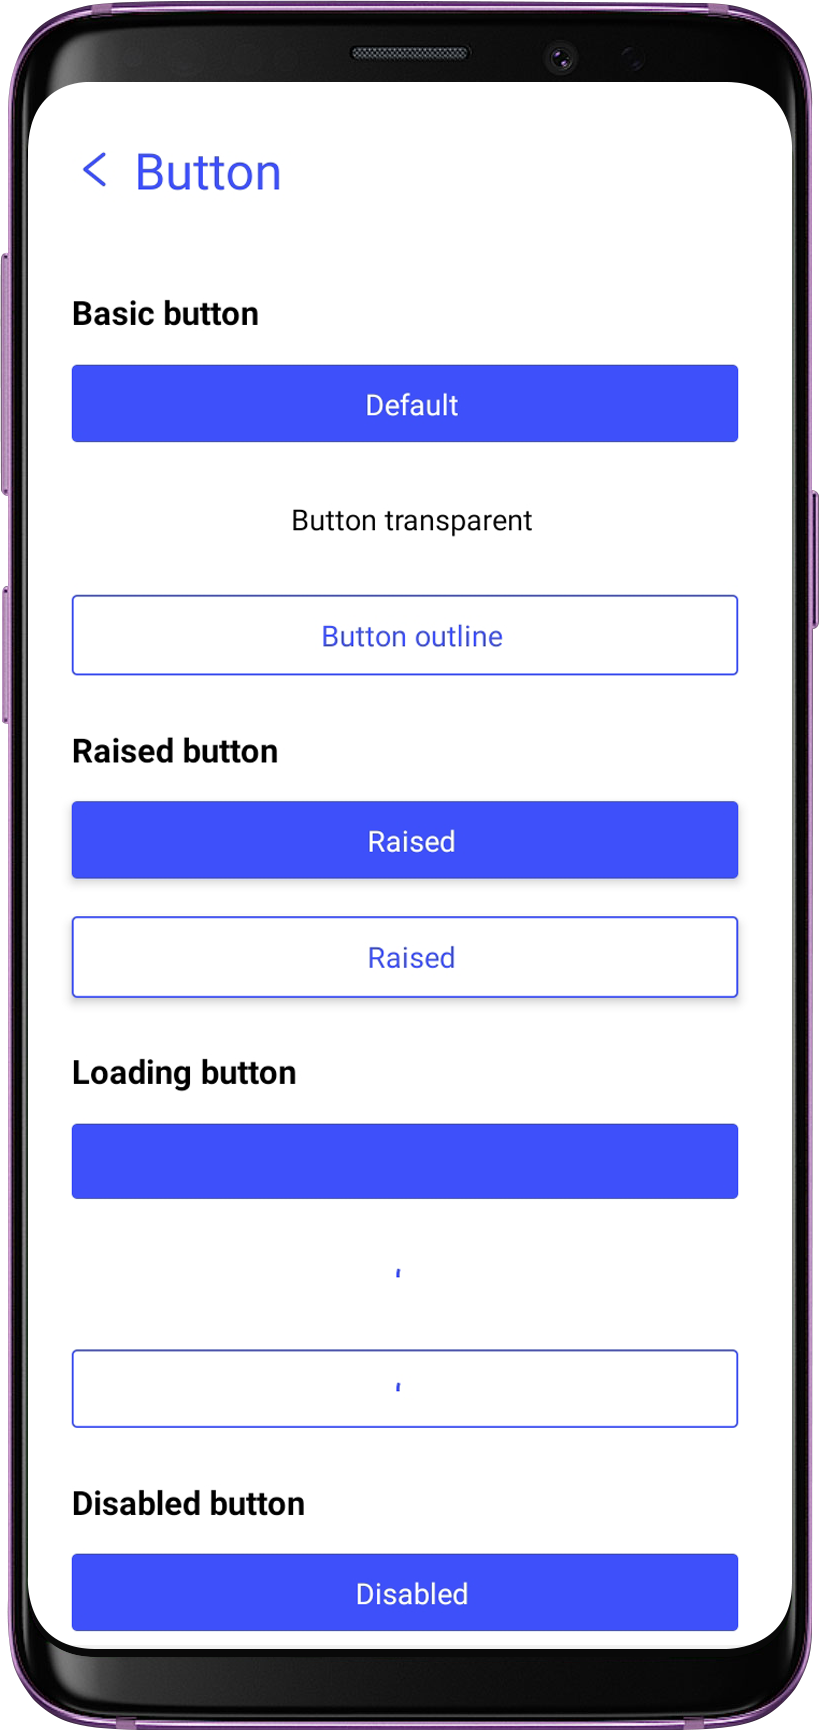 Button
Basic button
Default
Button transparent
Button outline
Raised button
Raised
Raised
Loading button
Disabled button
Disabled